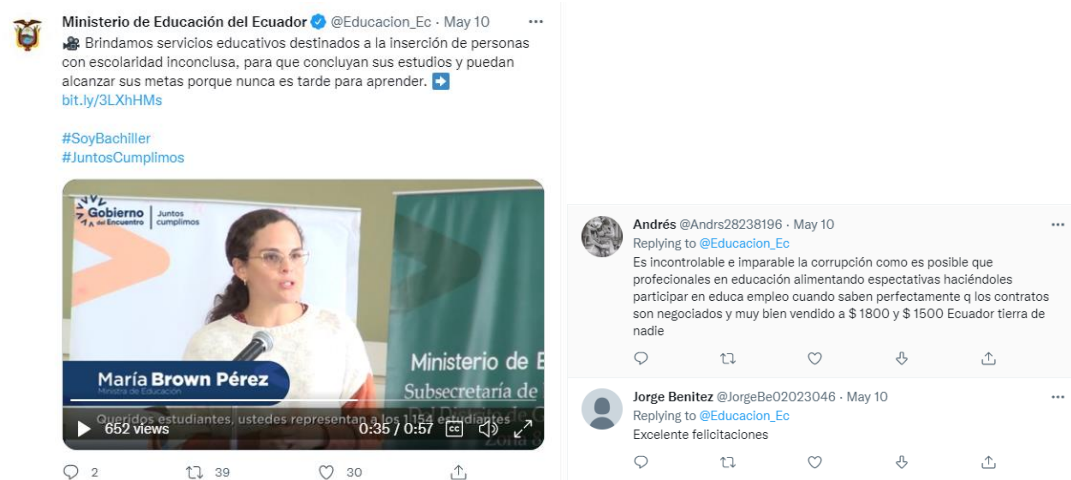 Ministerio de Educación del Ecuador @Educacion_Ec · May 10
Brindamos servicios educativos destinados a la inserción de personas
con escolaridad inconclusa, para que concluyan sus estudios y puedan
alcanzar sus metas porque nunca es tarde para aprender.
bit.ly/3LXhHMs
#SoyBachiller
#JuntosCumplimos
Gobierno
del Encuentro
Juntos
cumplimos
Ministerio de E
Subsecretaría de
María Brown Pérez
Ministra de Educación
Queridos estudiantes, ustedes representan a los 1.154 estudiantes
652 views
0:35 / 0:57
CC
Zona 8
2
39
30
Andrés @Andrs28238196 · May 10
Replying to @Educacion_Ec
Es incontrolable e imparable la corrupción como es posible que
profecionales en educación alimentando espectativas haciéndoles
participar en educa empleo cuando saben perfectamente q los contratos
son negociados y muy bien vendido a $ 1800 y $ 1500 Ecuador tierra de
nadie
Jorge Benitez @JorgeBe02023046 · May 10
Replying to @Educacion_Ec
Excelente felicitaciones